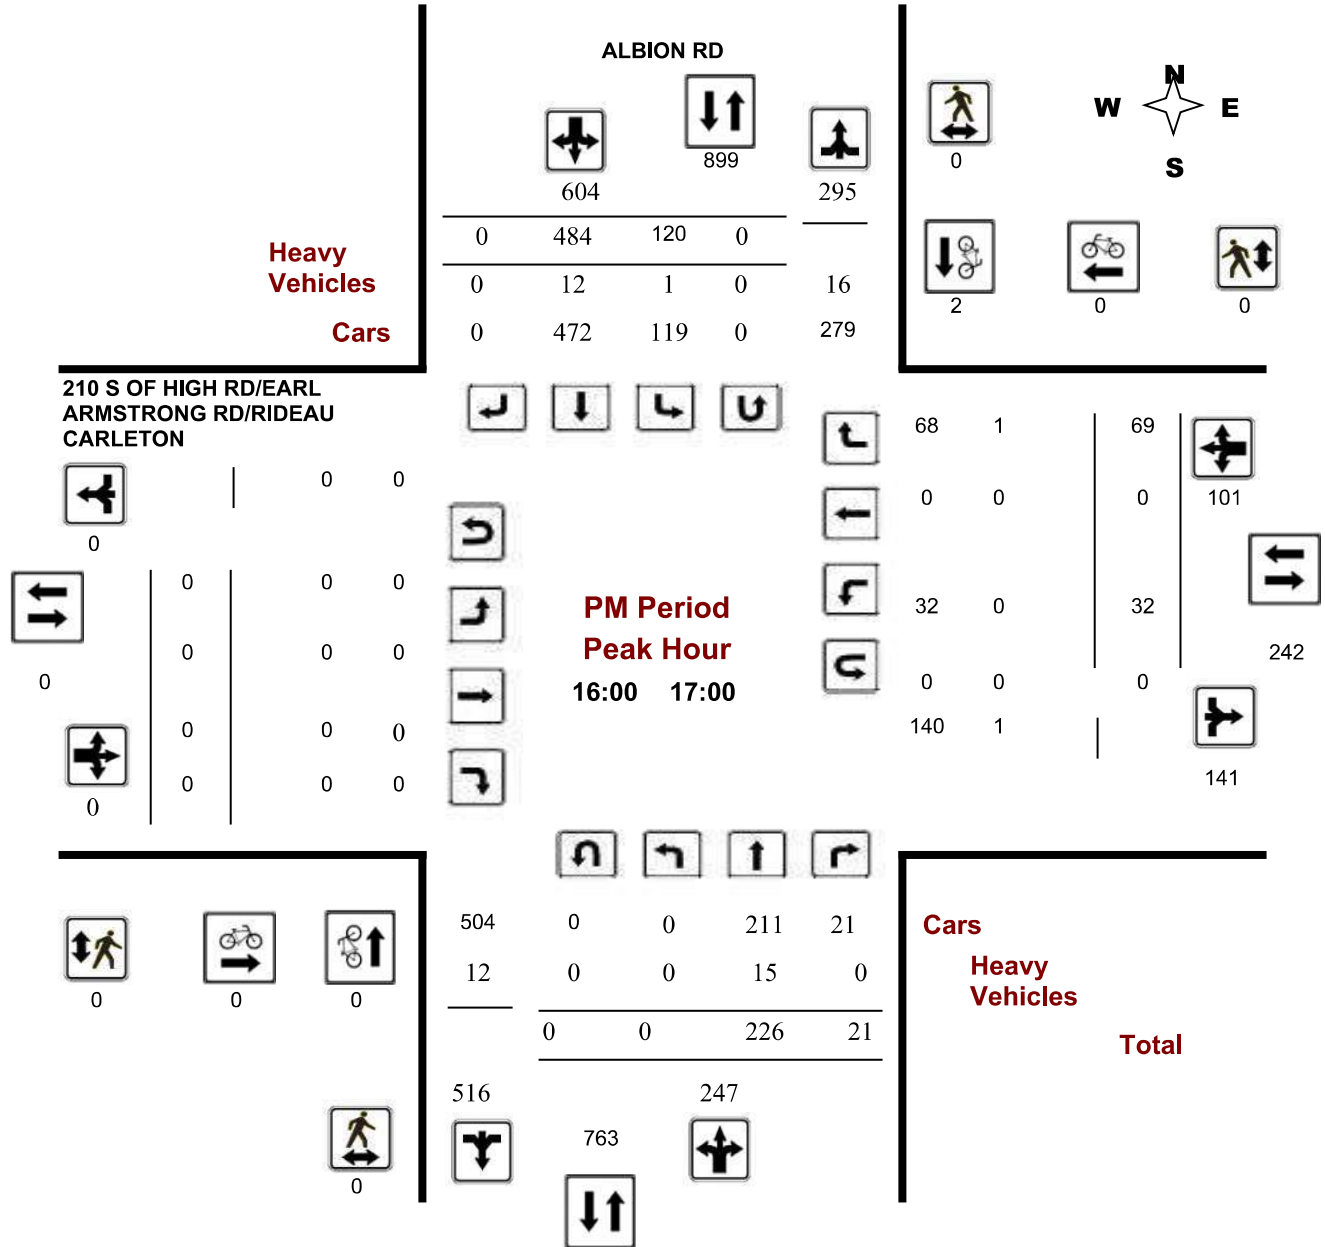 ALBION RD
N
W E
S
899
0
604
295
0 484 120 0
Heavy
Vehicles
0 12 1 0 16
2 0 0
Cars
0 472 119 0 279
210 S OF HIGH RD/EARL
ARMSTRONG RD/RIDEAU
CARLETON
68 1 69
0 0
0
0 0 0
101
0 0 0
PM Period
32 0 32
Peak Hour
0 0 0
242
0
16:00 17:00
0 0 0
0 0 0
140 1
0 0 0
141
0
504 0 0 211 21
Cars
12 0 0 15 0
Heavy
Vehicles
0 0 0
0 0 226 21
Total
516 247
763
0